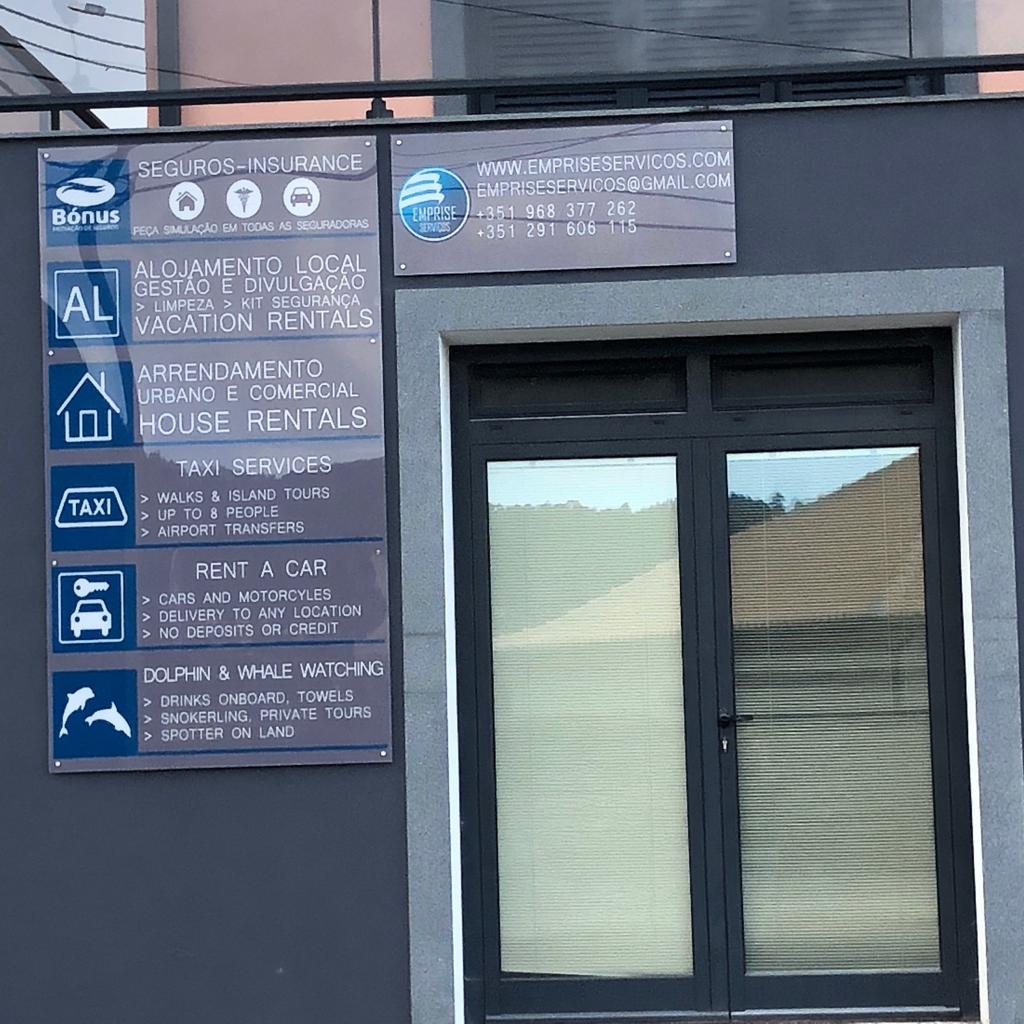 Bónus
MEDIAÇÃO DE SEGUROS
SEGUROS-INSURANCE
PEÇA SIMULAÇÃO EM TODAS AS SEGURADORAS
AL
ALOJAMENTO LOCAL
GESTÃO E DIVULGAÇÃO
> LIMPEZA > KIT SEGURANÇA
VACATION RENTALS
ARRENDAMENTO
URBANO E COMERCIAL
HOUSE RENTALS
TAXI
TAXI SERVICES
> WALKS & ISLAND TOURS
> UP TO 8 PEOPLE
> AIRPORT TRANSFERS
RENT A CAR
> CARS AND MOTORCYLES
> DELIVERY TO ANY LOCATION
> NO DEPOSITS OR CREDIT
DOLPHIN & WHALE WATCHING
> DRINKS ONBOARD, TOWELS
> SNOKERLING, PRIVATE TOURS
> SPOTTER ON LAND
EMPRISE
SERVIÇOS
WWW.EMPRISESERVICOS.COM
EMPRISESERVICOS@GMAIL.COM
+351 968 377 262
+351 291 606 115